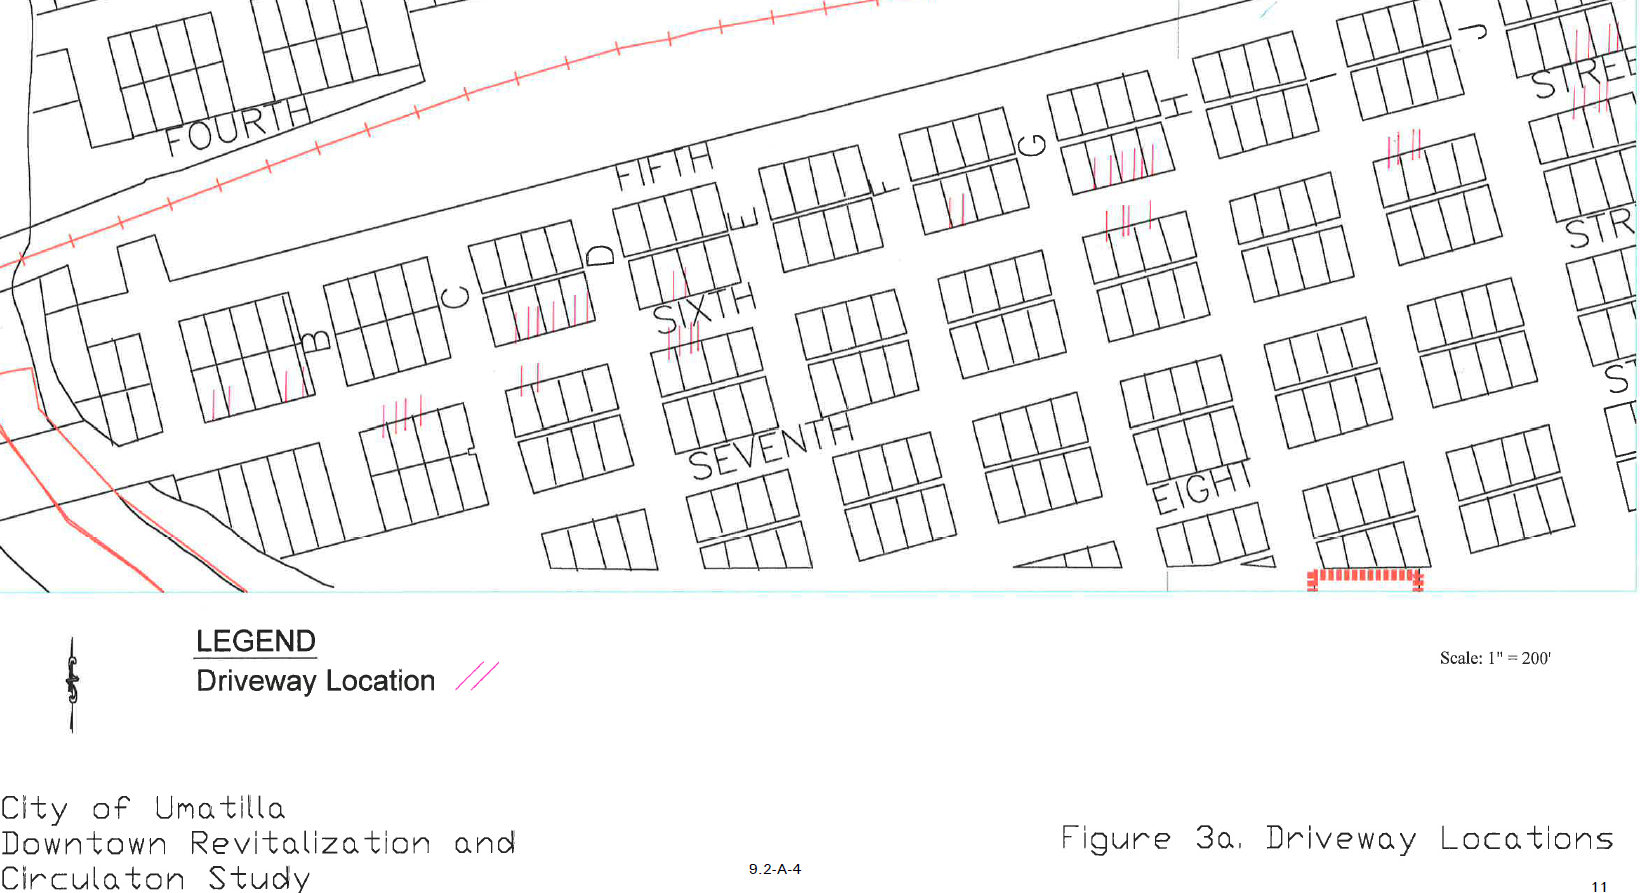 FOURTH
FIFTH
B
C
D
E
F
G
H
I
J
STREE
SIXTH
STR
SEVENTH
ST
EIGHT
LEGEND
Driveway Location
Scale: 1" = 200'
City of Umatilla
Downtown Revitalization and
Circulaton Study
Figure 3a. Driveway Locations
9.2-A-4
11